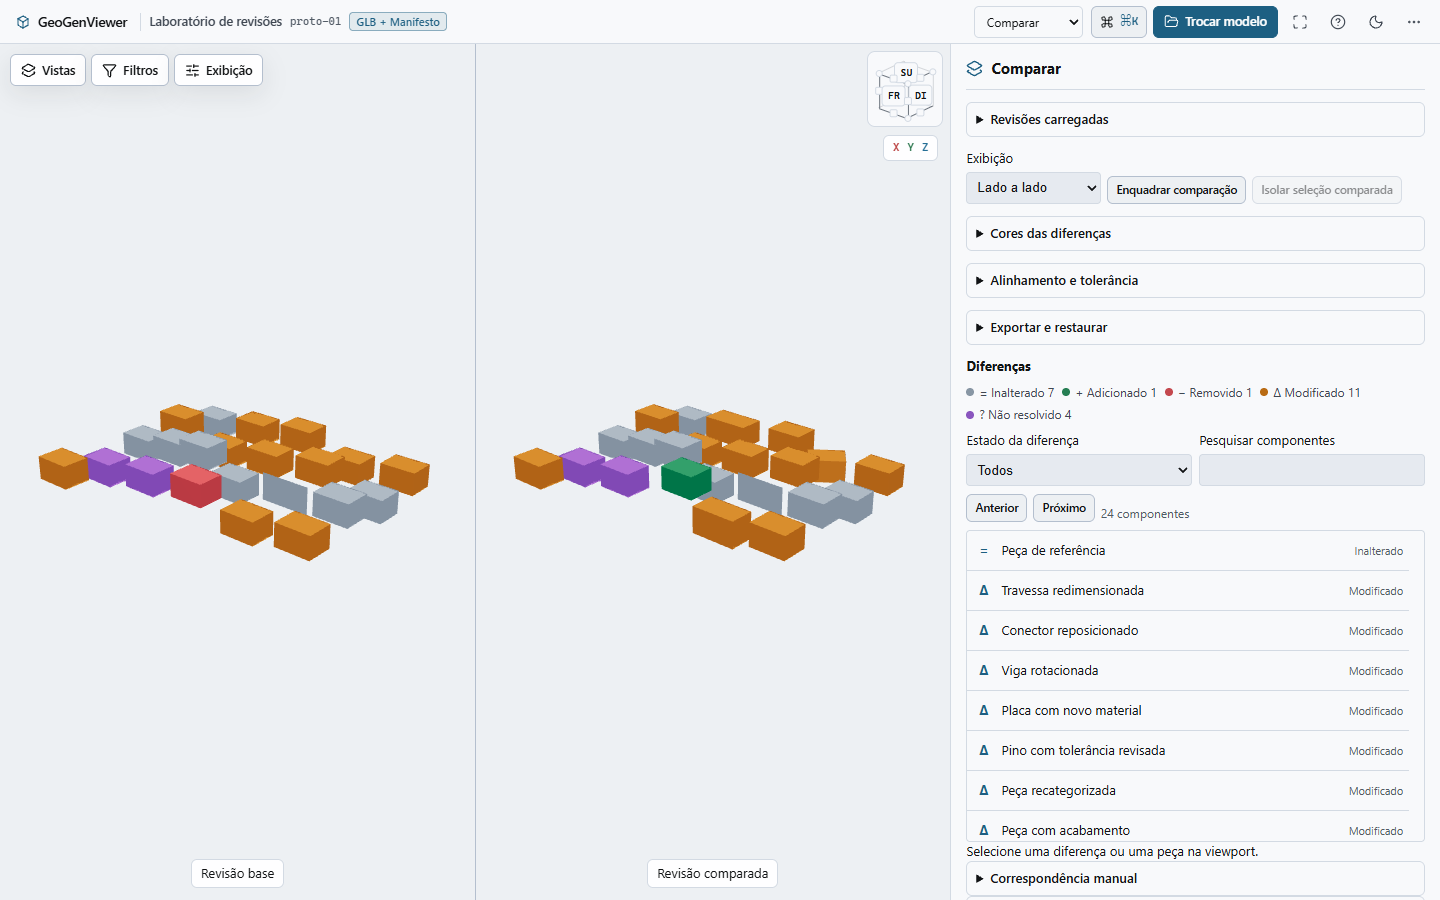 GeoGenViewer
Laboratório de revisões proto-01 GLB + Manifesto
Comparar
⌘ ⌘K
Trocar modelo
Vistas
Filtros
Exibição
SU
FR DI
X Y Z
Revisão base
Revisão comparada
Comparar
Revisões carregadas
Exibição
Lado a lado Enquadrar comparação Isolar seleção comparada
Cores das diferenças
Alinhamento e tolerância
Exportar e restaurar
Diferenças
= Inalterado 7 + Adicionado 1 − Removido 1 Δ Modificado 11
? Não resolvido 4
Estado da diferença Pesquisar componentes
Todos
Anterior Próximo 24 componentes
= Peça de referência Inalterado
Δ Travessa redimensionada Modificado
Δ Conector reposicionado Modificado
Δ Viga rotacionada Modificado
Δ Placa com novo material Modificado
Δ Pino com tolerância revisada Modificado
Δ Peça recategorizada Modificado
Δ Peça com acabamento Modificado
Selecione uma diferença ou uma peça na viewport.
Correspondência manual